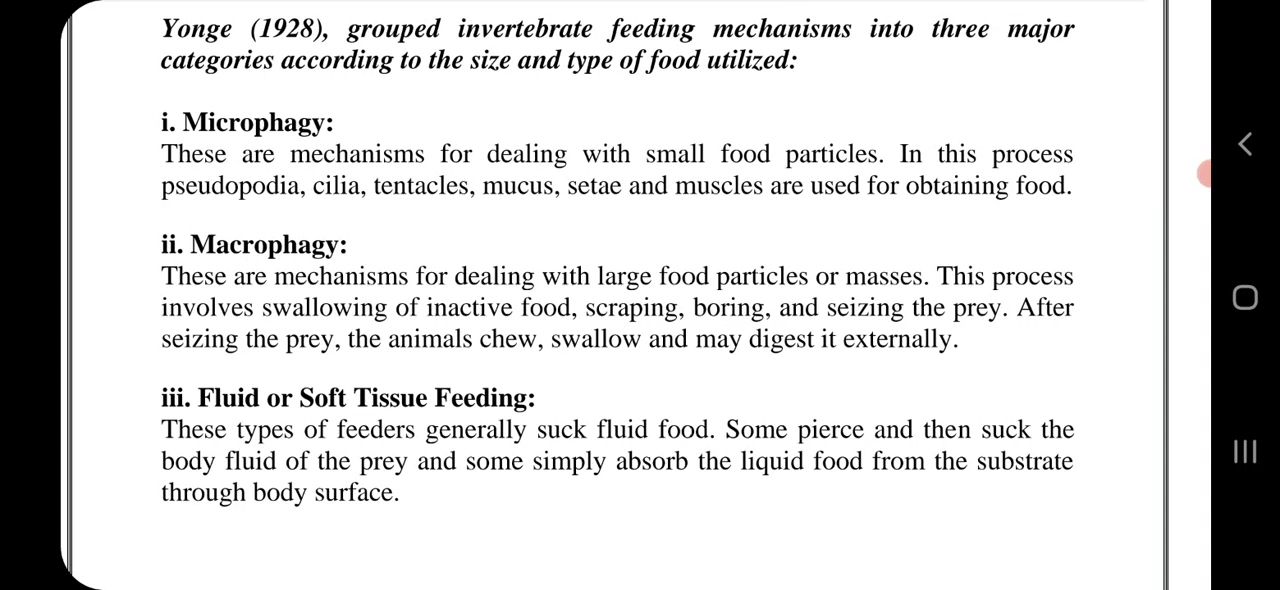 Yonge (1928), grouped invertebrate feeding mechanisms into three major
categories according to the size and type of food utilized:
i. Microphagy:
These are mechanisms for dealing with small food particles. In this process
pseudopodia, cilia, tentacles, mucus, setae and muscles are used for obtaining food.
ii. Macrophagy:
These are mechanisms for dealing with large food particles or masses. This process
involves swallowing of inactive food, scraping, boring, and seizing the prey. After
seizing the prey, the animals chew, swallow and may digest it externally.
iii. Fluid or Soft Tissue Feeding:
These types of feeders generally suck fluid food. Some pierce and then suck the
body fluid of the prey and some simply absorb the liquid food from the substrate
through body surface.